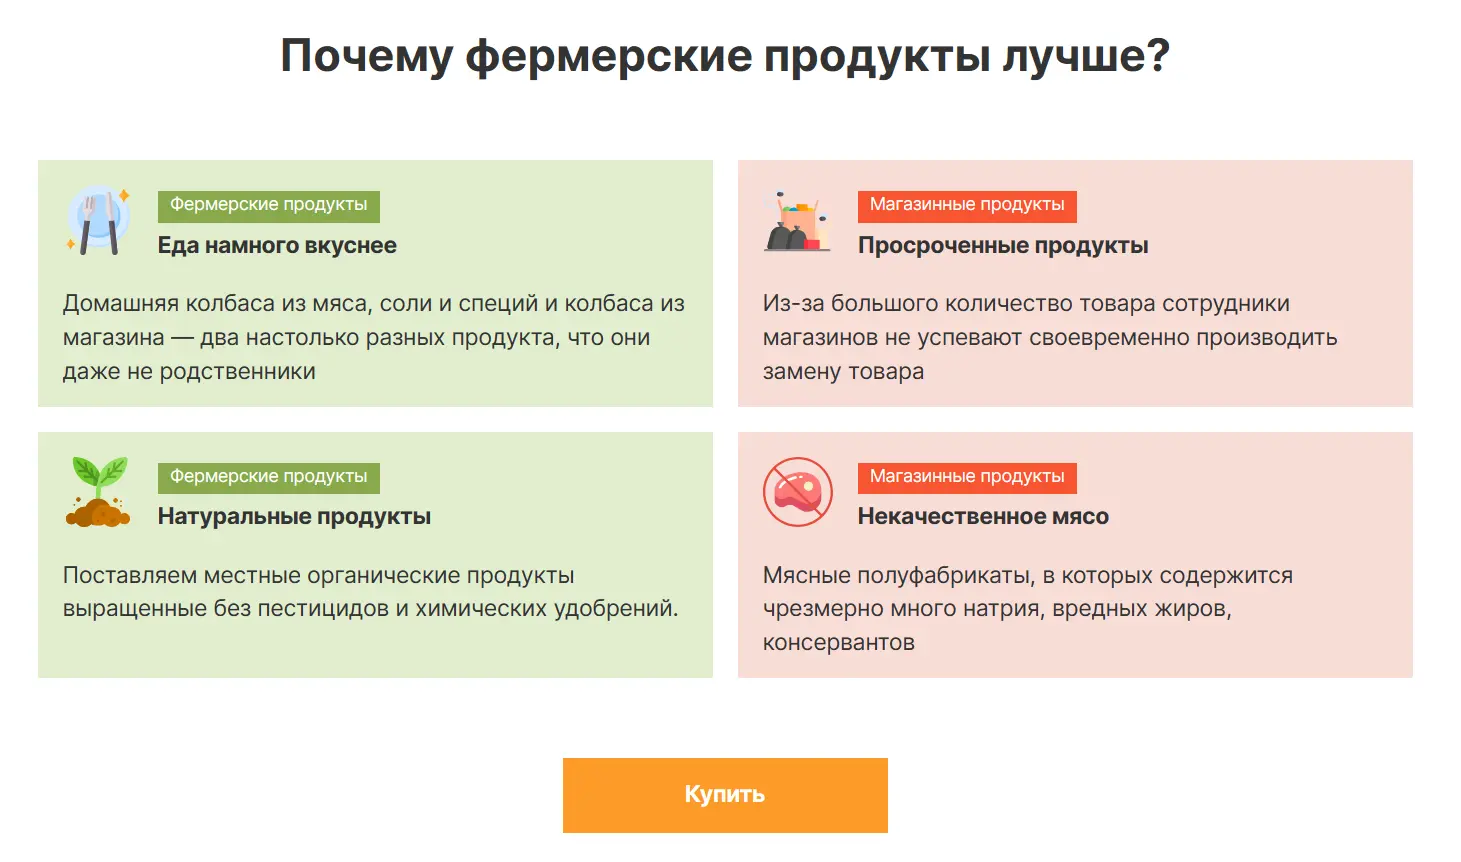 Почему фермерские продукты лучше?
Фермерские продукты
Еда намного вкуснее
Домашняя колбаса из мяса, соли и специй и колбаса из
магазина — два настолько разных продукта, что они
даже не родственники
Магазинные продукты
Просроченные продукты
Из-за большого количество товара сотрудники
магазинов не успевают своевременно производить
замену товара
Фермерские продукты
Натуральные продукты
Поставляем местные органические продукты
выращенные без пестицидов и химических удобрений.
Магазинные продукты
Некачественное мясо
Мясные полуфабрикаты, в которых содержится
чрезмерно много натрия, вредных жиров,
консервантов
Купить